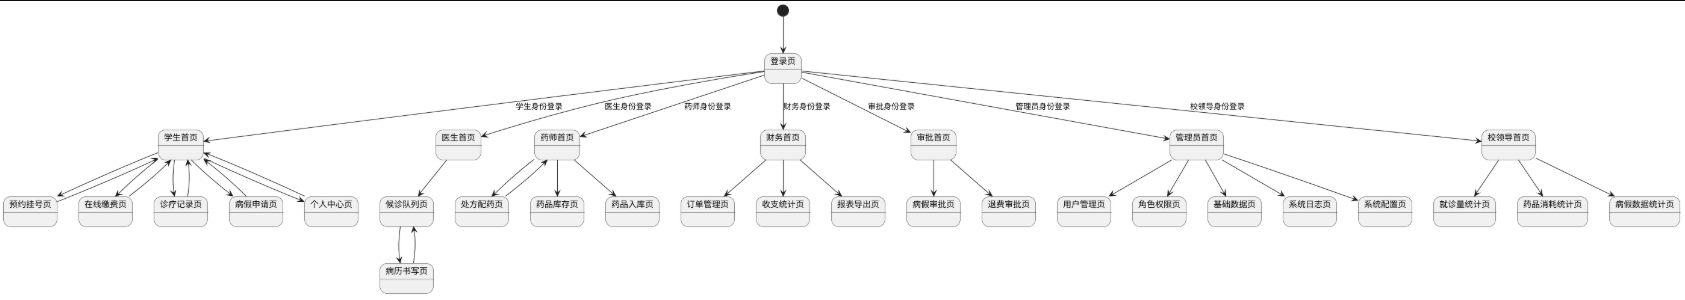 登录页
学生身份登录
医生身份登录
药师身份登录
财务身份登录
审批身份登录
管理员身份登录
校领导身份登录
学生首页
医生首页
药师首页
财务首页
审批首页
管理员首页
校领导首页
预约挂号页
在线缴费页
诊疗记录页
病假申请页
个人中心页
候诊队列页
处方配药页
药品库存页
药品入库页
订单管理页
收支统计页
报表导出页
病假审批页
退费审批页
用户管理页
角色权限页
基础数据页
系统日志页
系统配置页
就诊量统计页
药品消耗统计页
病假数据统计页
病历书写页